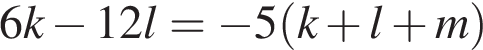 6k − 12l = −5(k + l + m)